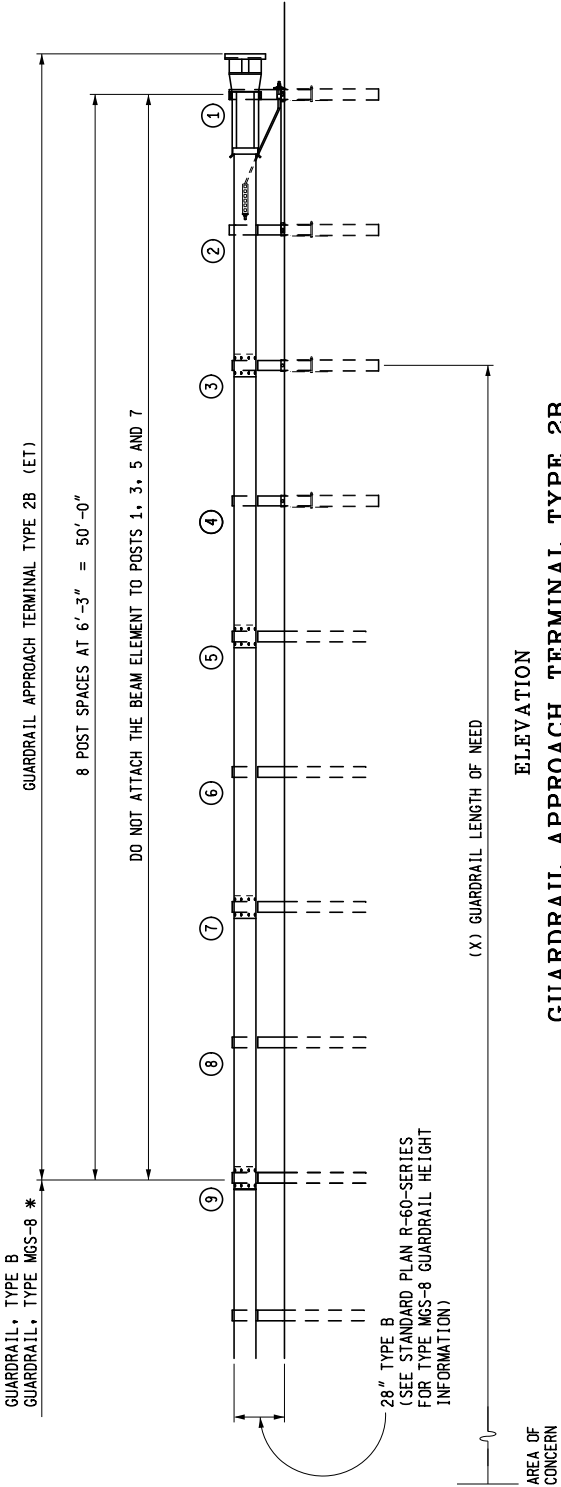 GUARDRAIL, TYPE B
GUARDRAIL, TYPE MGS-8 *
GUARDRAIL APPROACH TERMINAL TYPE 2B (ET)
8 POST SPACES AT 6'-3" = 50'-0"
DO NOT ATTACH THE BEAM ELEMENT TO POSTS 1, 3, 5 AND 7
9
8
7
6
5
4
3
2
1
28" TYPE B
(SEE STANDARD PLAN R-60-SERIES
FOR TYPE MGS-8 GUARDRAIL HEIGHT
INFORMATION)
(X) GUARDRAIL LENGTH OF NEED
AREA OF
CONCERN
ELEVATION
GUARDRAIL APPROACH TERMINAL TYPE 2B